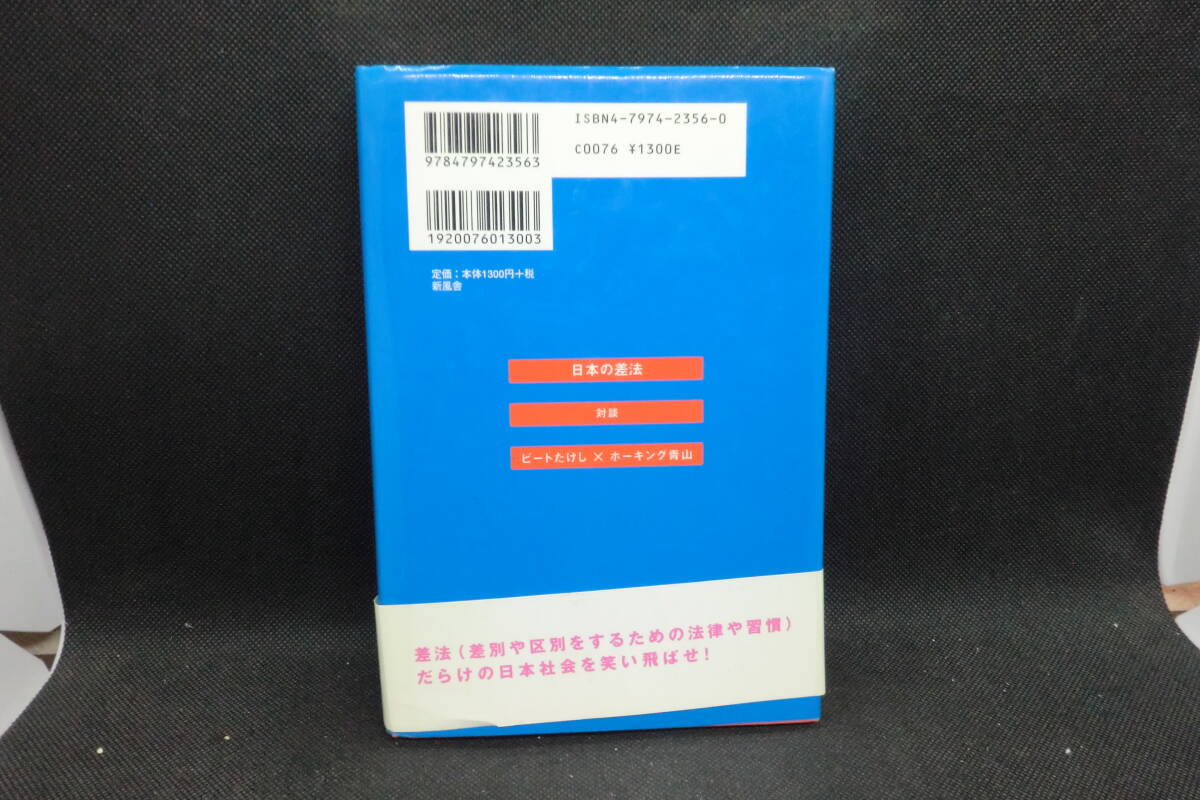 ISBN4-7974-2356-0
C0076 ¥1300E
9784797423563
1920076013003
定価:本体1300円+税
新風舎
日本の差法
対談
ビートたけし × ホーキング青山
差法(差別や区別をするための法律や習慣)
だらけの日本社会を笑い飛ばせ!